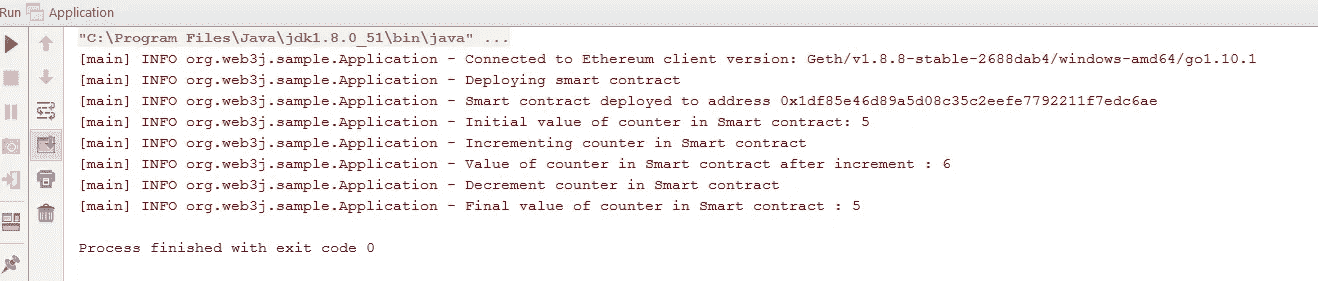 Run Application
"C:\Program Files\Java\jdk1.8.0_51\bin\java" ...
[main] INFO org.web3j.sample.Application - Connected to Ethereum client version: Geth/v1.8.8-stable-2688dab4/windows-amd64/go1.10.1
[main] INFO org.web3j.sample.Application - Deploying smart contract
[main] INFO org.web3j.sample.Application - Smart contract deployed to address 0x1df85e46d89a5d08c35c2eefe7792211f7edc6ae
[main] INFO org.web3j.sample.Application - Initial value of counter in Smart contract: 5
[main] INFO org.web3j.sample.Application - Incrementing counter in Smart contract
[main] INFO org.web3j.sample.Application - Value of counter in Smart contract after increment : 6
[main] INFO org.web3j.sample.Application - Decrement counter in Smart contract
[main] INFO org.web3j.sample.Application - Final value of counter in Smart contract : 5
Process finished with exit code 0